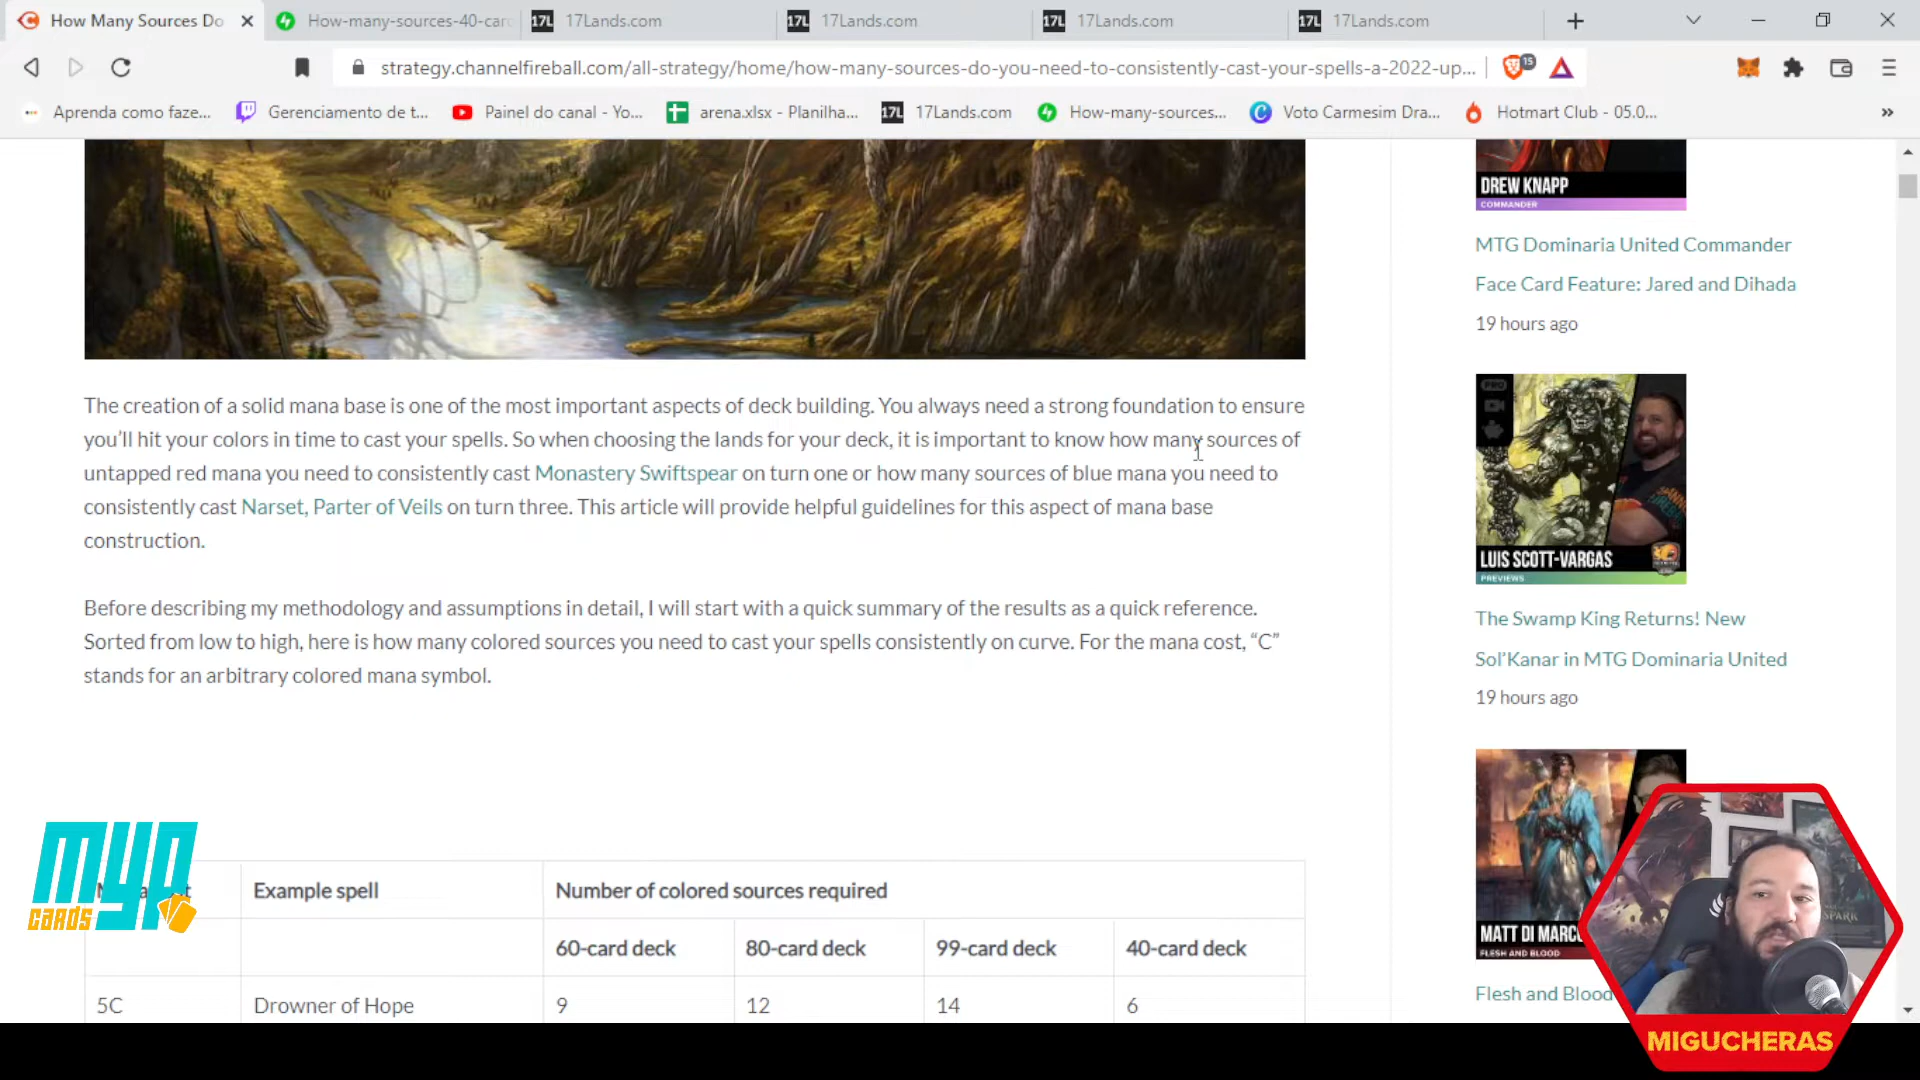 How Many Sources Do
How-many-sources-40-card
17L 17Lands.com
17L 17Lands.com
17L 17Lands.com
17L 17Lands.com
strategy.channelfireball.com/all-strategy/home/how-many-sources-do-you-need-to-consistently-cast-your-spells-a-2022-up...
15
Aprenda como faze...
Gerenciamento de t...
Painel do canal - Yo...
arena.xlsx - Planilha...
17L 17Lands.com
How-many-sources...
Voto Carmesim Dra...
Hotmart Club - 05.0...
The creation of a solid mana base is one of the most important aspects of deck building. You always need a strong foundation to ensure
you'll hit your colors in time to cast your spells. So when choosing the lands for your deck, it is important to know how many sources of
untapped red mana you need to consistently cast Monastery Swiftspear on turn one or how many sources of blue mana you need to
consistently cast Narset, Parter of Veils on turn three. This article will provide helpful guidelines for this aspect of mana base
construction.
Before describing my methodology and assumptions in detail, I will start with a quick summary of the results as a quick reference.
Sorted from low to high, here is how many colored sources you need to cast your spells consistently on curve. For the mana cost, “C”
stands for an arbitrary colored mana symbol.
Example spell
Number of colored sources required
60-card deck
80-card deck
99-card deck
40-card deck
5C
Drowner of Hope
9
12
14
6
DREW KNAPP
COMMANDER
MTG Dominaria United Commander
Face Card Feature: Jared and Dihada
19 hours ago
PRO
LUIS SCOTT-VARGAS
PREVIEWS
The Swamp King Returns! New
Sol'Kanar in MTG Dominaria United
19 hours ago
MATT DI MARCO
FLESH AND BLOOD
Flesh and Blood
myp
cards
SPARK
MIGUCHERAS